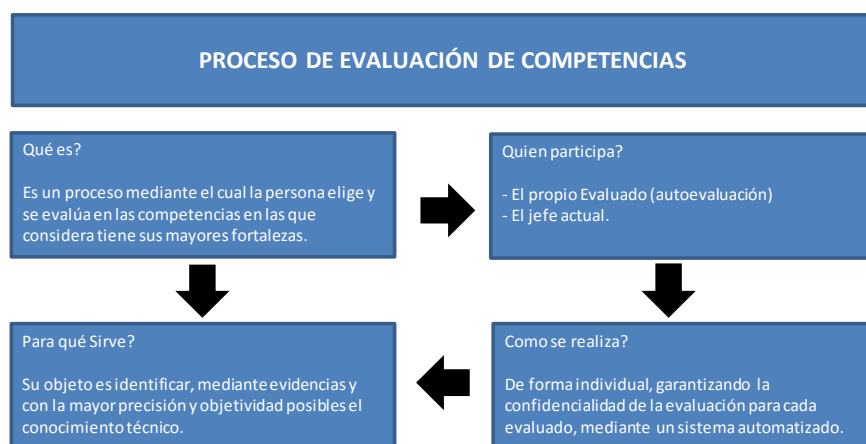 PROCESO DE EVALUACIÓN DE COMPETENCIAS
Qué es?
Es un proceso mediante el cual la persona elige y
se evalúa en las competencias en las que
considera tiene sus mayores fortalezas.
Quien participa?
- El propio Evaluado (autoevaluación)
- El jefe actual.
Para qué Sirve?
Su objeto es identificar, mediante evidencias y
con la mayor precisión y objetividad posibles el
conocimiento técnico.
Como se realiza?
De forma individual, garantizando la
confidencialidad de la evaluación para cada
evaluado, mediante un sistema automatizado.